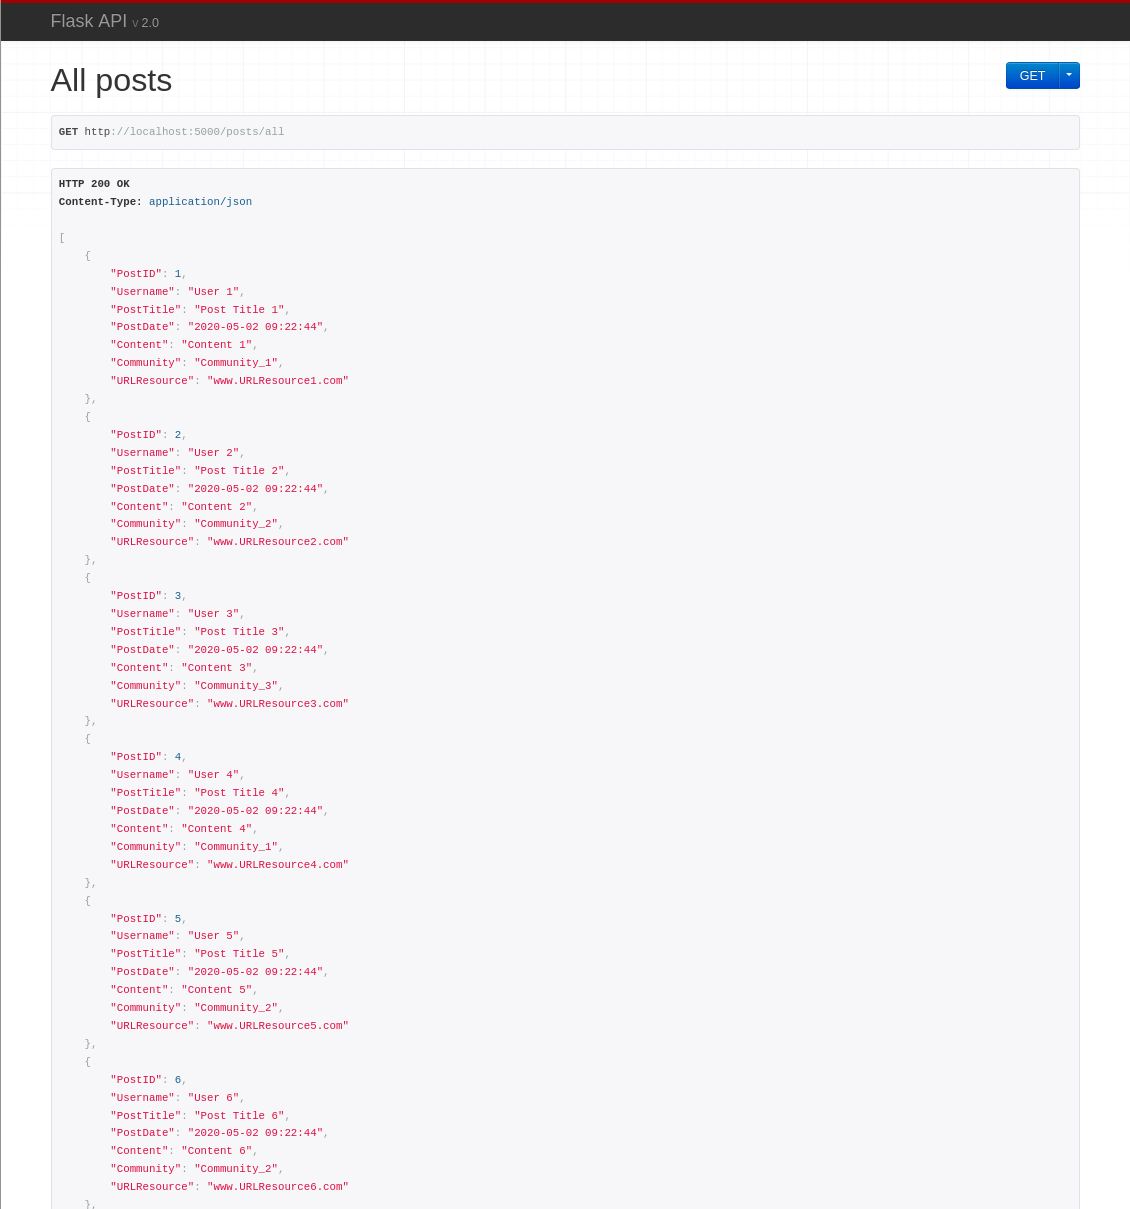 Flask API v 2.0
All posts
GET
GET http://localhost:5000/posts/all
HTTP 200 OK
Content-Type: application/json
[
    {
        "PostID": 1,
        "Username": "User 1",
        "PostTitle": "Post Title 1",
        "PostDate": "2020-05-02 09:22:44",
        "Content": "Content 1",
        "Community": "Community_1",
        "URLResource": "www.URLResource1.com"
    },
    {
        "PostID": 2,
        "Username": "User 2",
        "PostTitle": "Post Title 2",
        "PostDate": "2020-05-02 09:22:44",
        "Content": "Content 2",
        "Community": "Community_2",
        "URLResource": "www.URLResource2.com"
    },
    {
        "PostID": 3,
        "Username": "User 3",
        "PostTitle": "Post Title 3",
        "PostDate": "2020-05-02 09:22:44",
        "Content": "Content 3",
        "Community": "Community_3",
        "URLResource": "www.URLResource3.com"
    },
    {
        "PostID": 4,
        "Username": "User 4",
        "PostTitle": "Post Title 4",
        "PostDate": "2020-05-02 09:22:44",
        "Content": "Content 4",
        "Community": "Community_1",
        "URLResource": "www.URLResource4.com"
    },
    {
        "PostID": 5,
        "Username": "User 5",
        "PostTitle": "Post Title 5",
        "PostDate": "2020-05-02 09:22:44",
        "Content": "Content 5",
        "Community": "Community_2",
        "URLResource": "www.URLResource5.com"
    },
    {
        "PostID": 6,
        "Username": "User 6",
        "PostTitle": "Post Title 6",
        "PostDate": "2020-05-02 09:22:44",
        "Content": "Content 6",
        "Community": "Community_2",
        "URLResource": "www.URLResource6.com"
    },